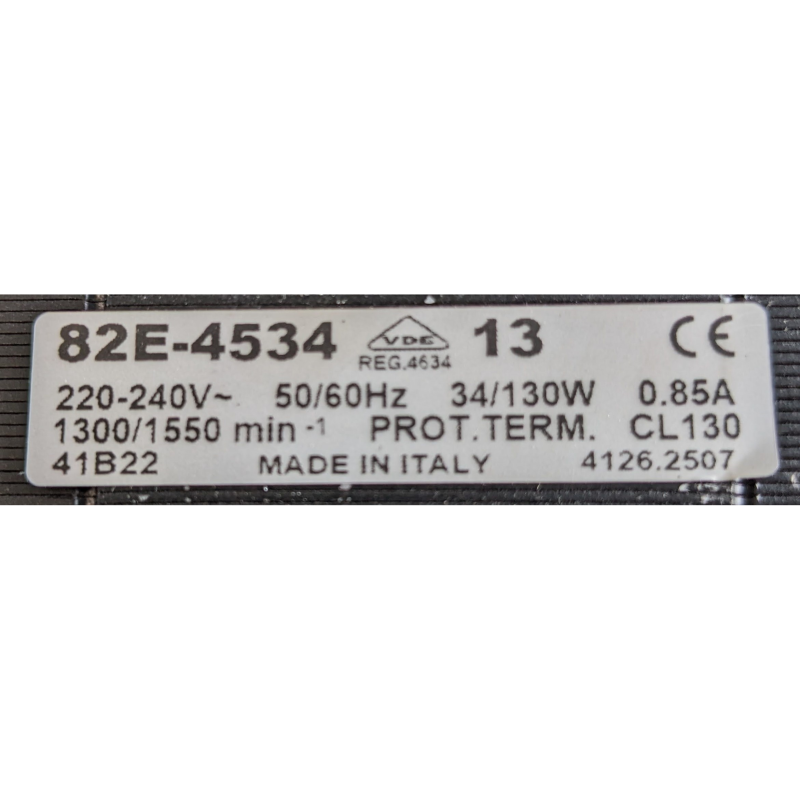 82E-4534 VDE 13 CE
REG.4634
220-240V~ 50/60Hz 34/130W 0.85A
1300/1550 min -1 PROT.TERM. CL130
41B22 MADE IN ITALY 4126.2507